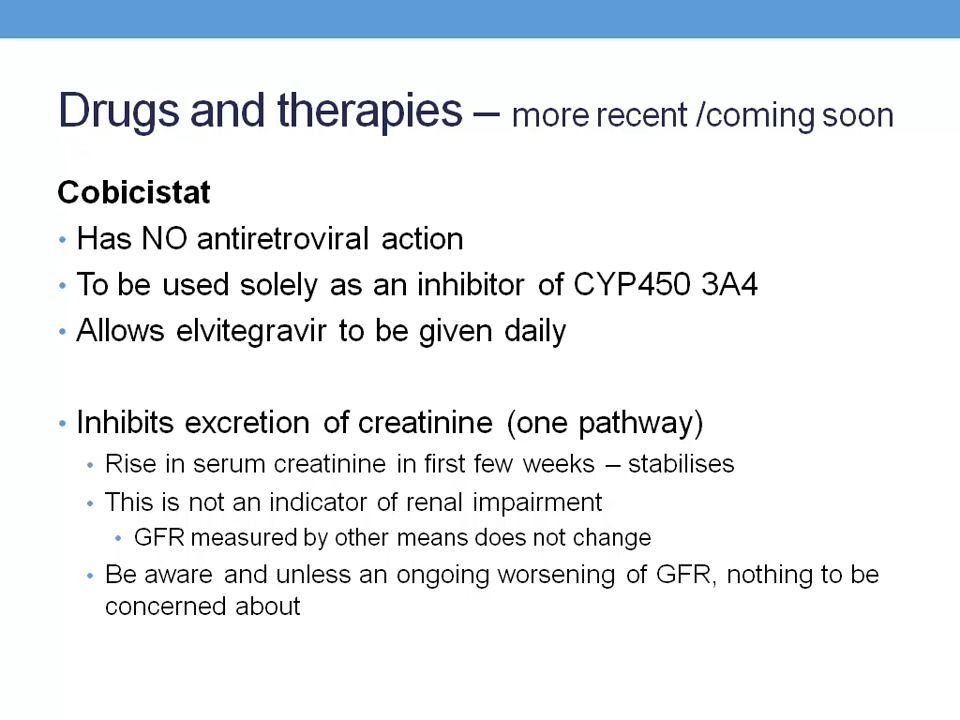 Drugs and therapies – more recent /coming soon
Cobicistat
• Has NO antiretroviral action
• To be used solely as an inhibitor of CYP450 3A4
• Allows elvitegravir to be given daily
• Inhibits excretion of creatinine (one pathway)
• Rise in serum creatinine in first few weeks – stabilises
• This is not an indicator of renal impairment
• GFR measured by other means does not change
• Be aware and unless an ongoing worsening of GFR, nothing to be
concerned about